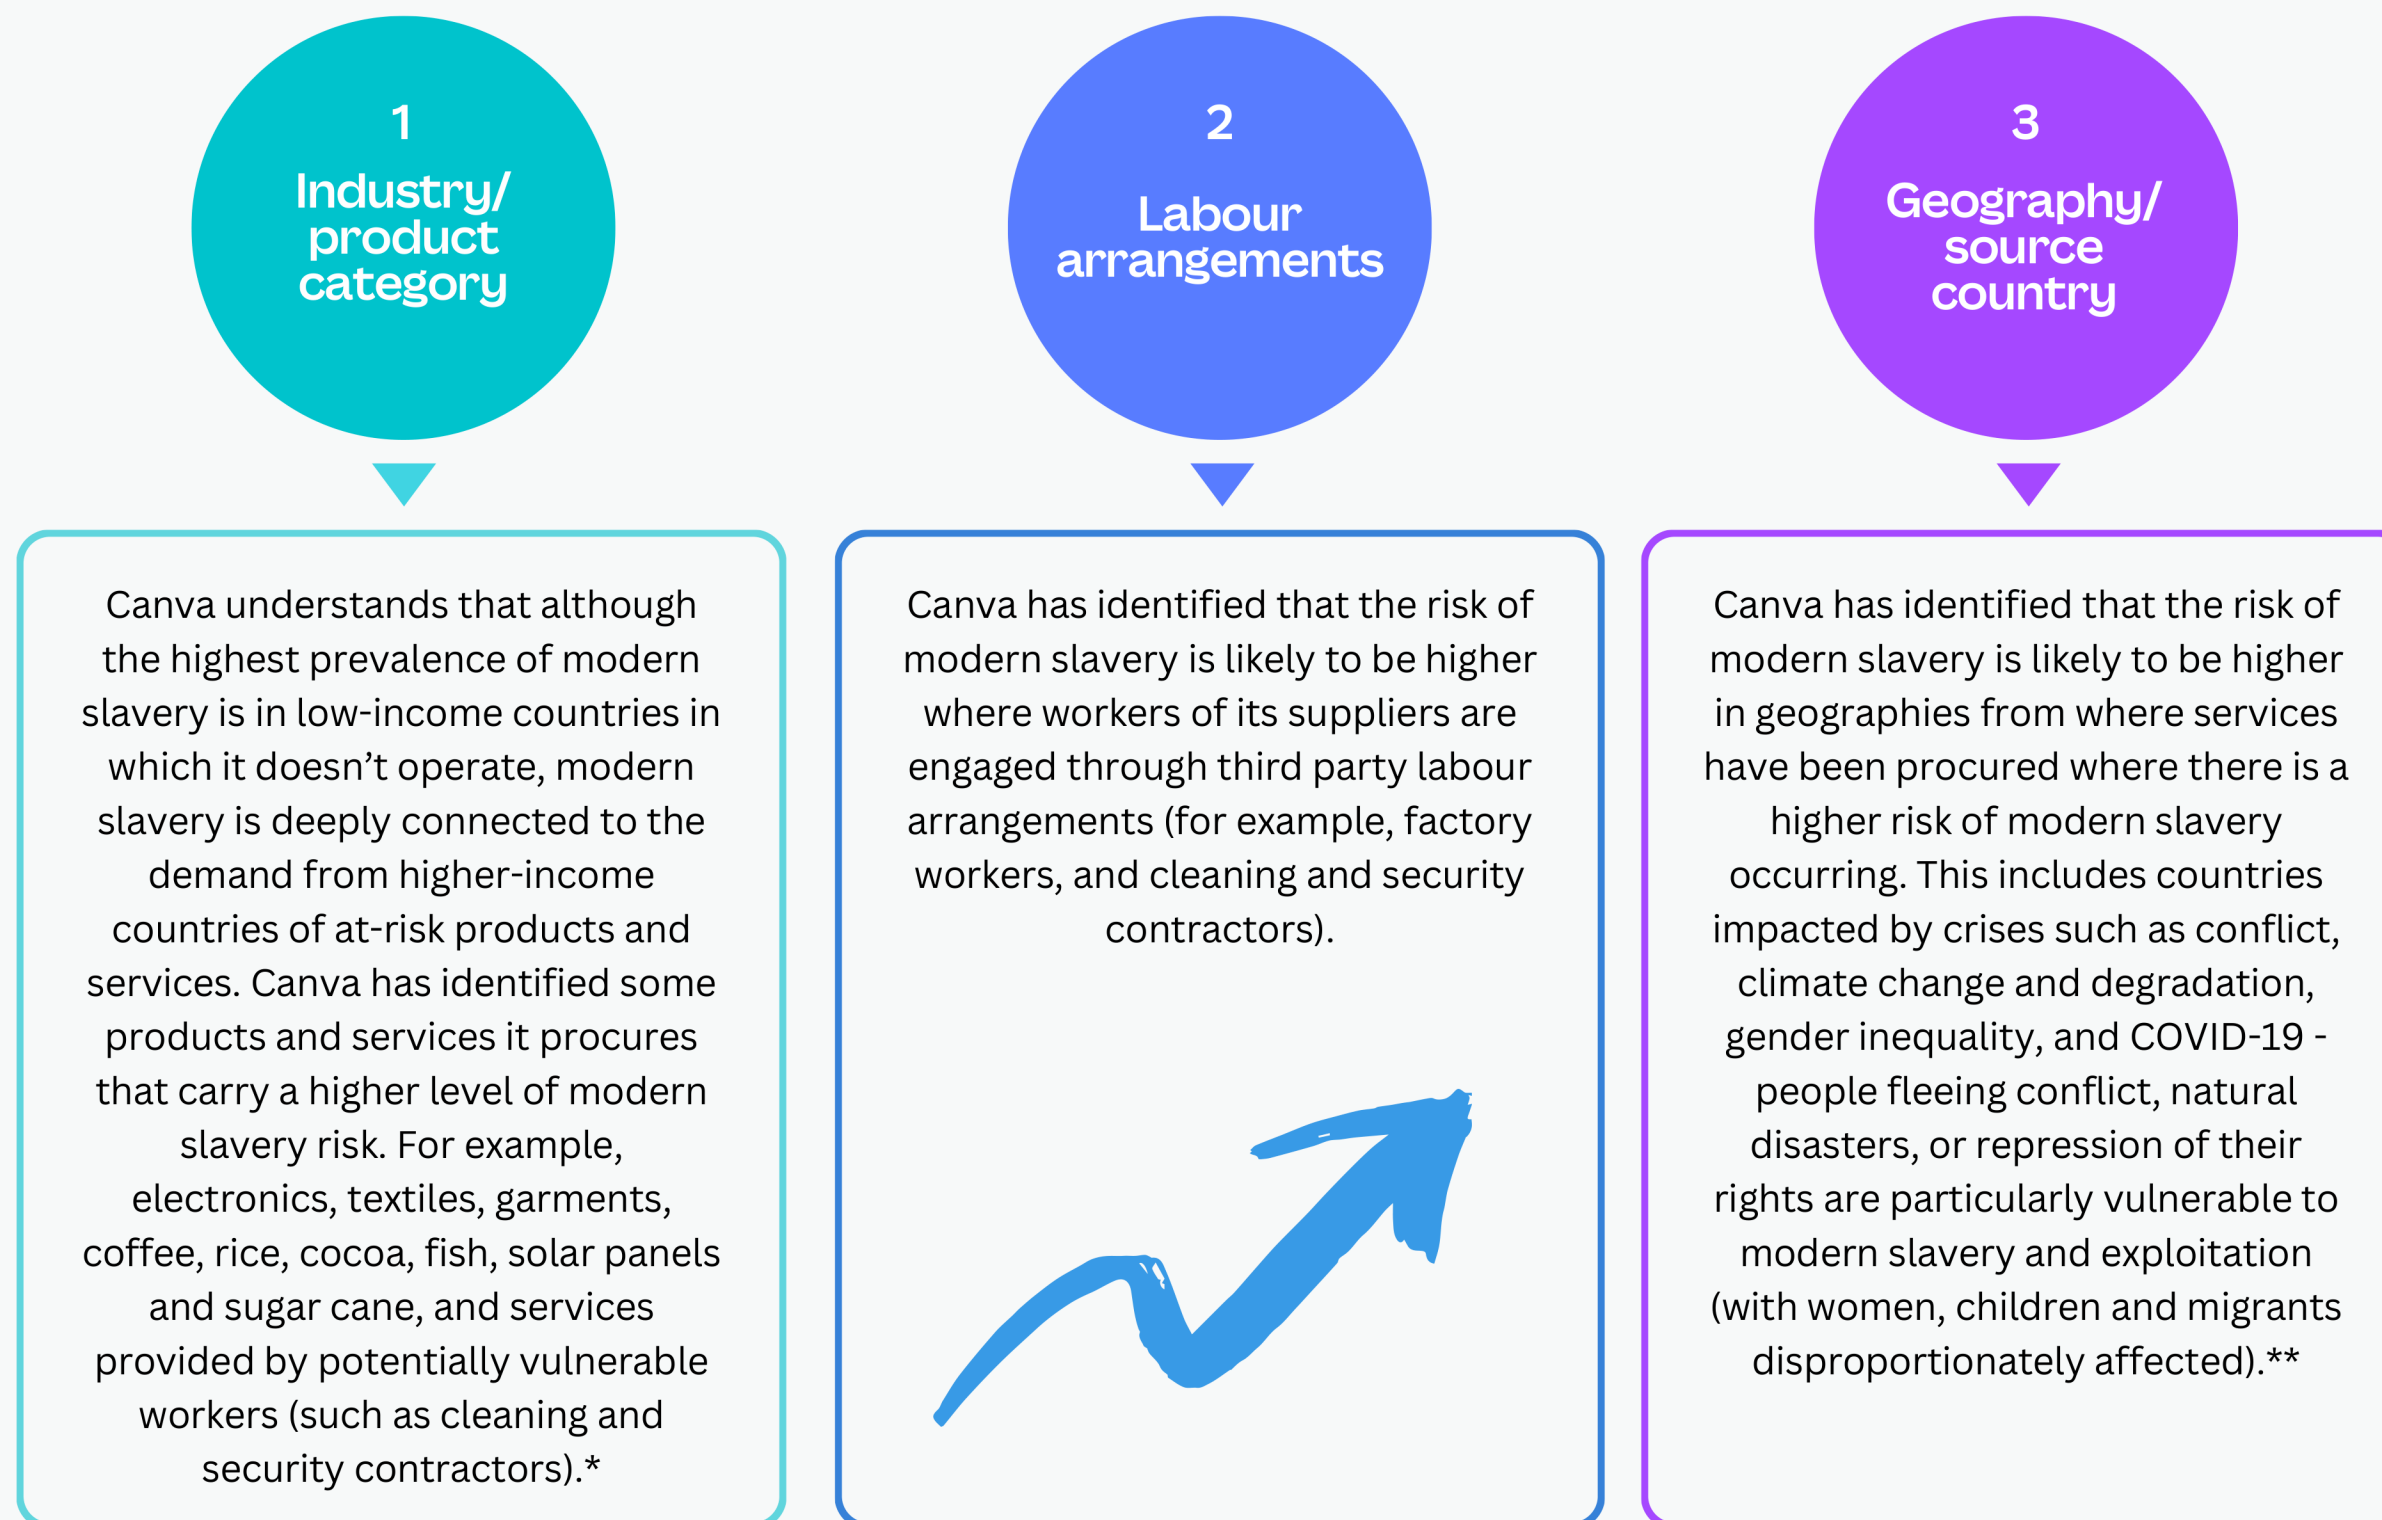 1
Industry/
product
category
Canva understands that although
the highest prevalence of modern
slavery is in low-income countries in
which it doesn’t operate, modern
slavery is deeply connected to the
demand from higher-income
countries of at-risk products and
services. Canva has identified some
products and services it procures
that carry a higher level of modern
slavery risk. For example,
electronics, textiles, garments,
coffee, rice, cocoa, fish, solar panels
and sugar cane, and services
provided by potentially vulnerable
workers (such as cleaning and
security contractors).*
2
Labour
arrangements
Canva has identified that the risk of
modern slavery is likely to be higher
where workers of its suppliers are
engaged through third party labour
arrangements (for example, factory
workers, and cleaning and security
contractors).
3
Geography/
source
country
Canva has identified that the risk of
modern slavery is likely to be higher
in geographies from where services
have been procured where there is a
higher risk of modern slavery
occurring. This includes countries
impacted by crises such as conflict,
climate change and degradation,
gender inequality, and COVID-19 -
people fleeing conflict, natural
disasters, or repression of their
rights are particularly vulnerable to
modern slavery and exploitation
(with women, children and migrants
disproportionately affected).**